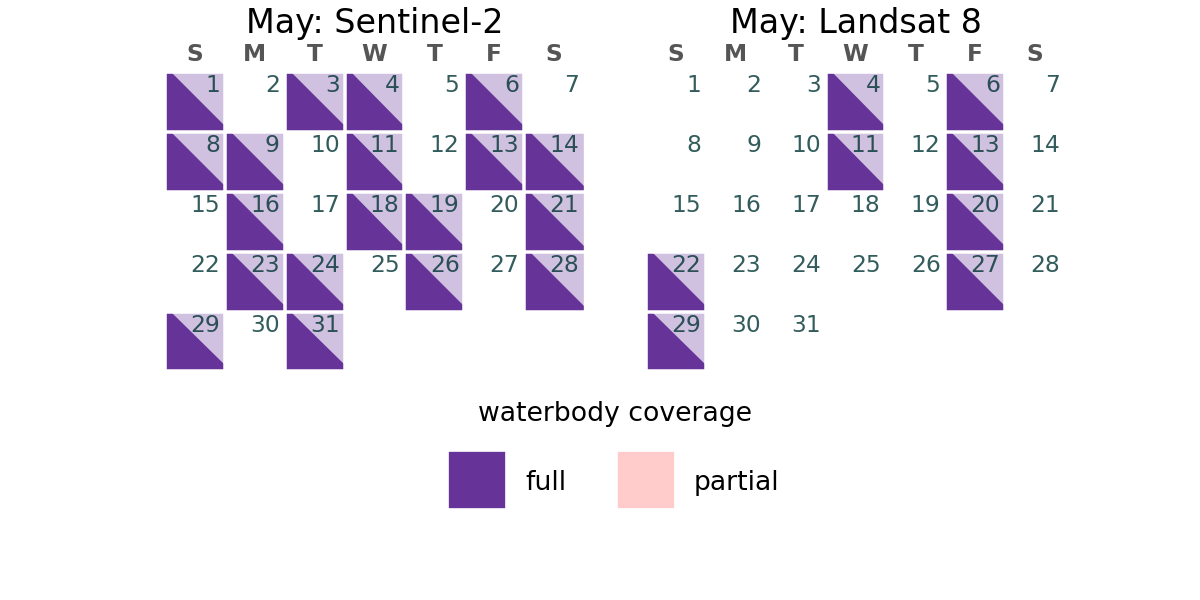 May: Sentinel-2
S M T W T F S
1 2 3 4 5 6 7
8 9 10 11 12 13 14
15 16 17 18 19 20 21
22 23 24 25 26 27 28
29 30 31
May: Landsat 8
S M T W T F S
1 2 3 4 5 6 7
8 9 10 11 12 13 14
15 16 17 18 19 20 21
22 23 24 25 26 27 28
29 30 31
waterbody coverage
full partial